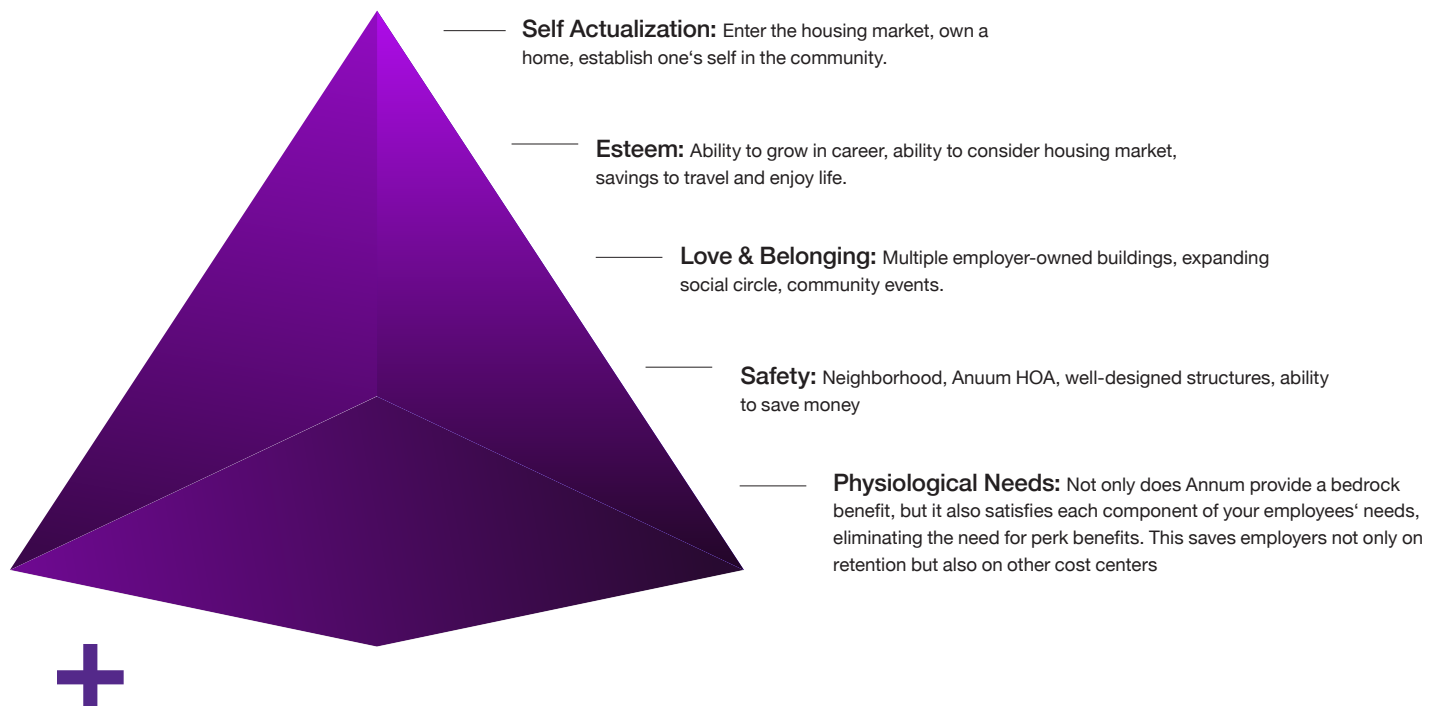 Self Actualization: Enter the housing market, own a
home, establish one‘s self in the community.
Esteem: Ability to grow in career, ability to consider housing market,
savings to travel and enjoy life.
Love & Belonging: Multiple employer-owned buildings, expanding
social circle, community events.
Safety: Neighborhood, Anuum HOA, well-designed structures, ability
to save money
Physiological Needs: Not only does Annum provide a bedrock
benefit, but it also satisfies each component of your employees‘ needs,
eliminating the need for perk benefits. This saves employers not only on
retention but also on other cost centers